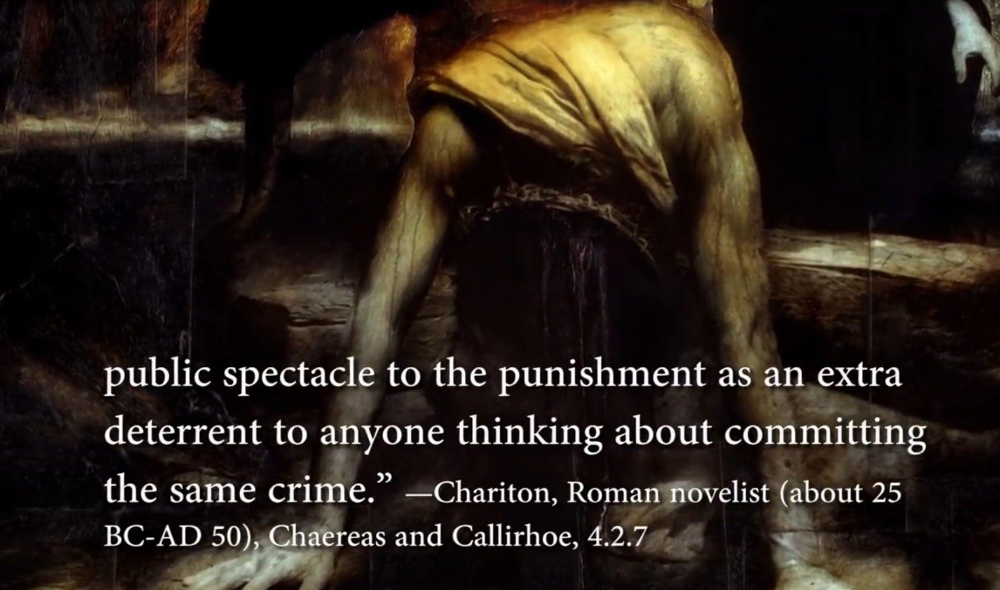 public spectacle to the punishment as an extra
deterrent to anyone thinking about committing
the same crime.” —Chariton, Roman novelist (about 25
BC-AD 50), Chaereas and Callirhoe, 4.2.7